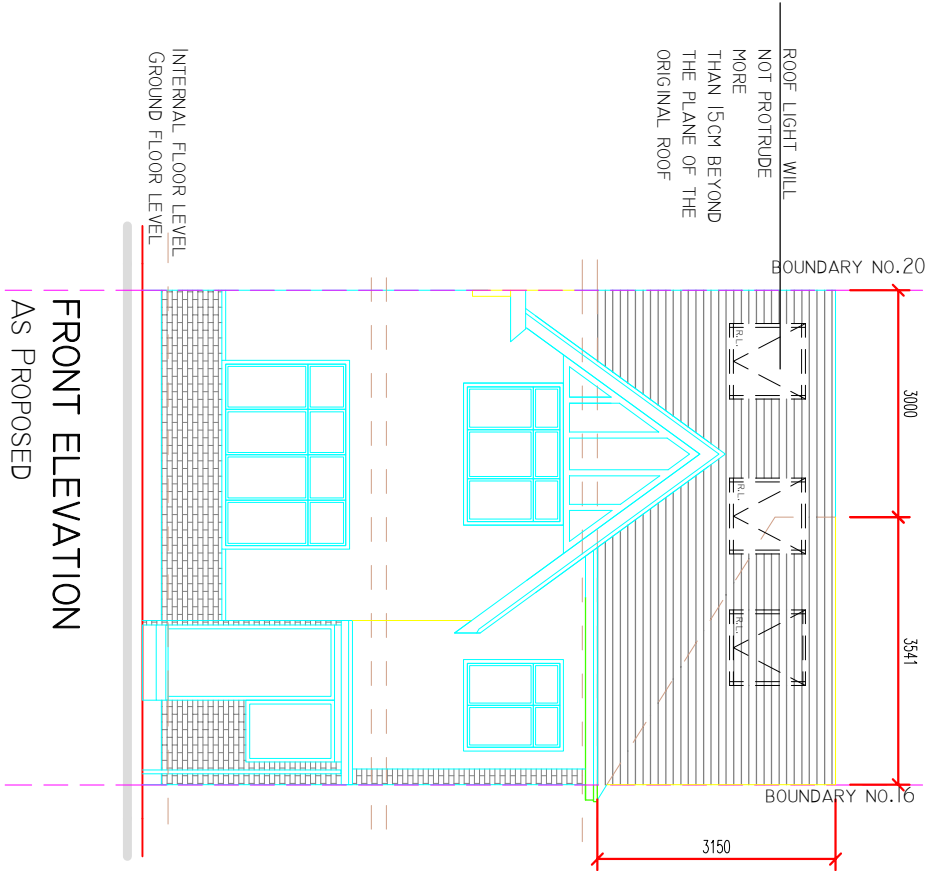 ROOF LIGHT WILL
NOT PROTRUDE
MORE
THAN 15CM BEYOND
THE PLANE OF THE
ORIGINAL ROOF
BOUNDARY NO.20
R.L.
R.L.
R.L.
3000
3541
BOUNDARY NO.16
3150
INTERNAL FLOOR LEVEL
GROUND FLOOR LEVEL
FRONT ELEVATION
AS PROPOSED